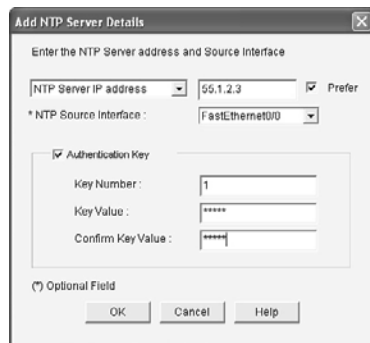 Add NTP Server Details
Enter the NTP Server address and Source Interface
NTP Server IP address 55.1.2.3 Prefer
* NTP Source Interface : FastEthernet0/0
Authentication Key
Key Number : 1
Key Value : *****
Confirm Key Value : *****
(*) Optional Field
OK Cancel Help